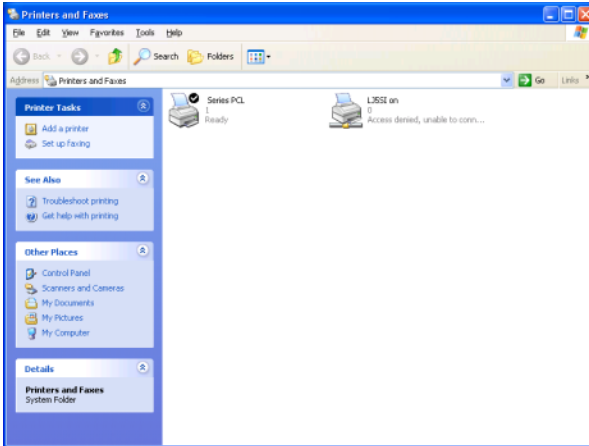 Printers and Faxes
File Edit View Favorites Tools Help
Back Search Folders
Address Printers and Faxes Go Links »
Printer Tasks
Add a printer
Set up faxing
See Also
Troubleshoot printing
Get help with printing
Other Places
Control Panel
Scanners and Cameras
My Documents
My Pictures
My Computer
Details
Printers and Faxes
System Folder
Series PCL
1
Ready
LJ5SI on
0
Access denied, unable to conn...